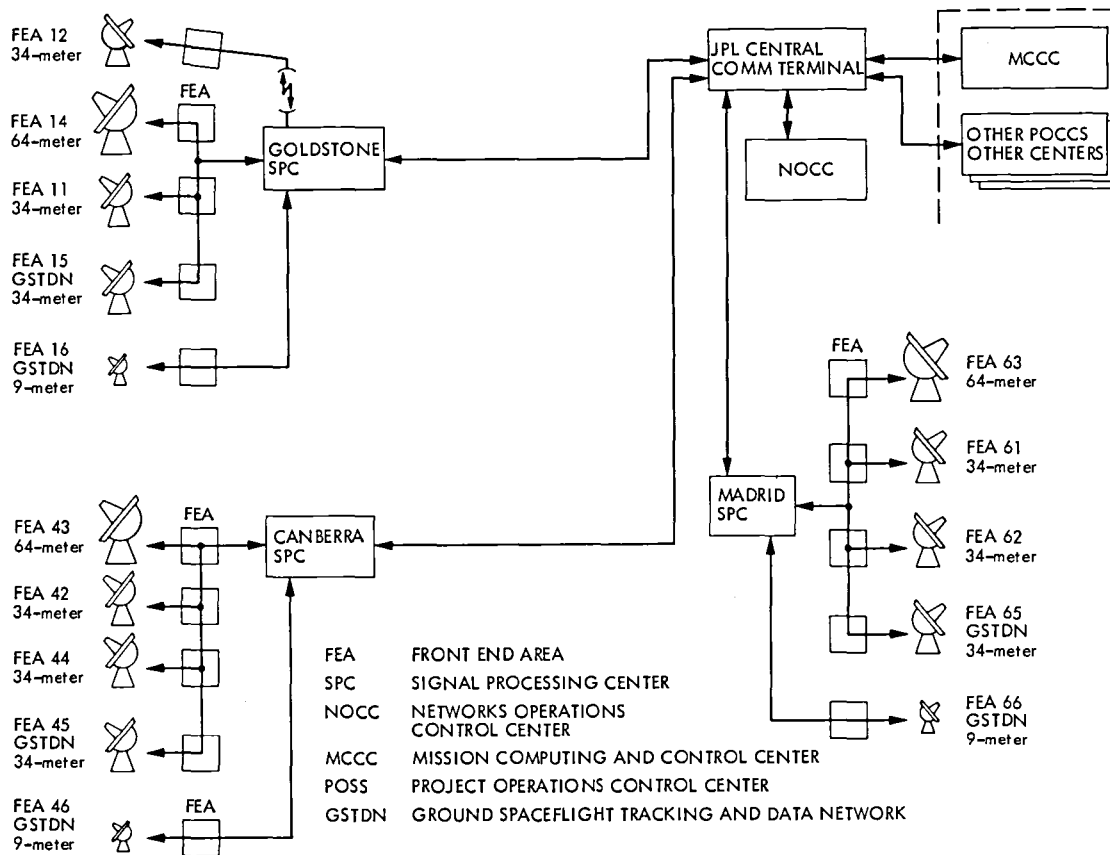 FEA 12
34-meter
FEA
FEA 14
64-meter
FEA 11
34-meter
FEA 15
GSTDN
34-meter
FEA 16
GSTDN
9-meter
GOLDSTONE
SPC
JPL CENTRAL
COMM TERMINAL
NOCC
MCCC
OTHER POCCS
OTHER CENTERS
FEA
FEA 63
64-meter
FEA 61
34-meter
MADRID
SPC
FEA 62
34-meter
FEA 65
GSTDN
34-meter
FEA 66
GSTDN
9-meter
FEA 43
64-meter
FEA
CANBERRA
SPC
FEA 42
34-meter
FEA 44
34-meter
FEA 45
GSTDN
34-meter
FEA 46
GSTDN
9-meter
FEA
FEA FRONT END AREA
SPC SIGNAL PROCESSING CENTER
NOCC NETWORKS OPERATIONS
CONTROL CENTER
MCCC MISSION COMPUTING AND CONTROL CENTER
POSS PROJECT OPERATIONS CONTROL CENTER
GSTDN GROUND SPACEFLIGHT TRACKING AND DATA NETWORK